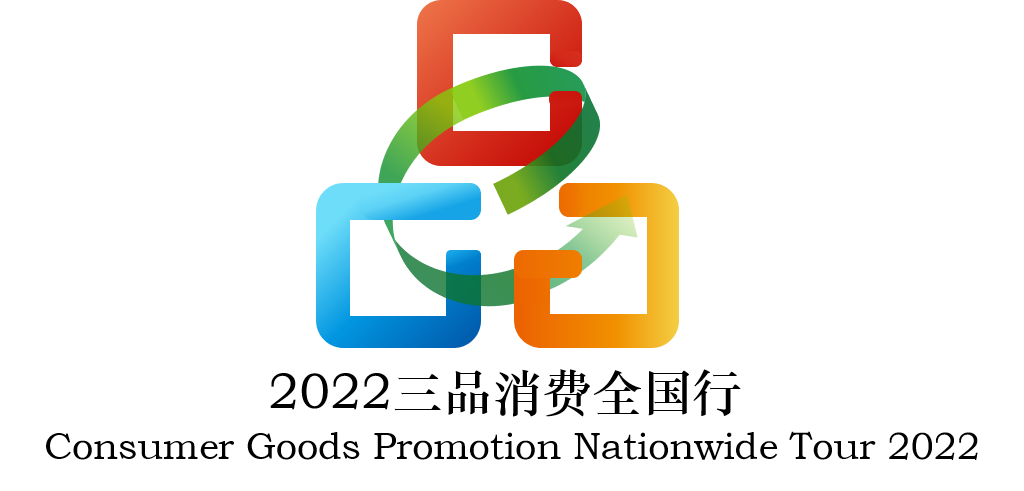 2022三品消费全国行
Consumer Goods Promotion Nationwide Tour 2022